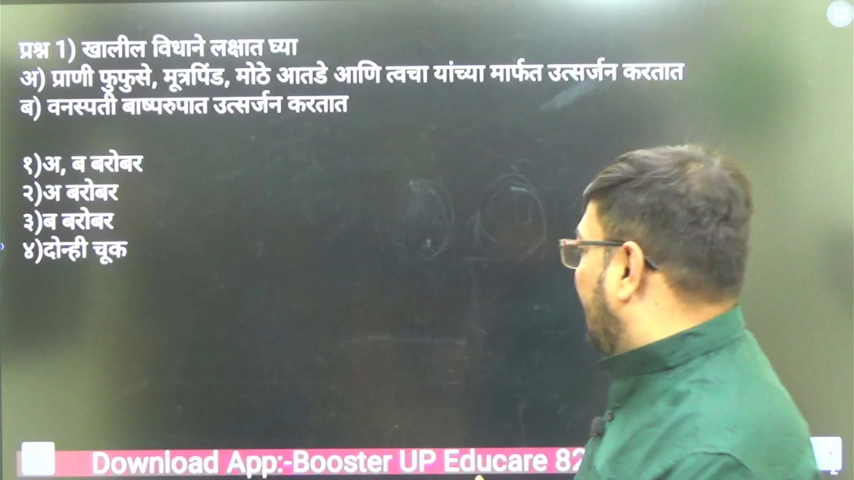 प्रश्न 1) खालील विधाने लक्षात घ्या
अ) प्राणी फुफुसे, मूत्रपिंड, मोठे आतडे आणि त्वचा यांच्या मार्फत उत्सर्जन करतात
ब) वनस्पती बाष्परुपात उत्सर्जन करतात
१)अ, ब बरोबर
२)अ बरोबर
३)ब बरोबर
४)दोन्ही चूक
Download App:-Booster UP Educare 82